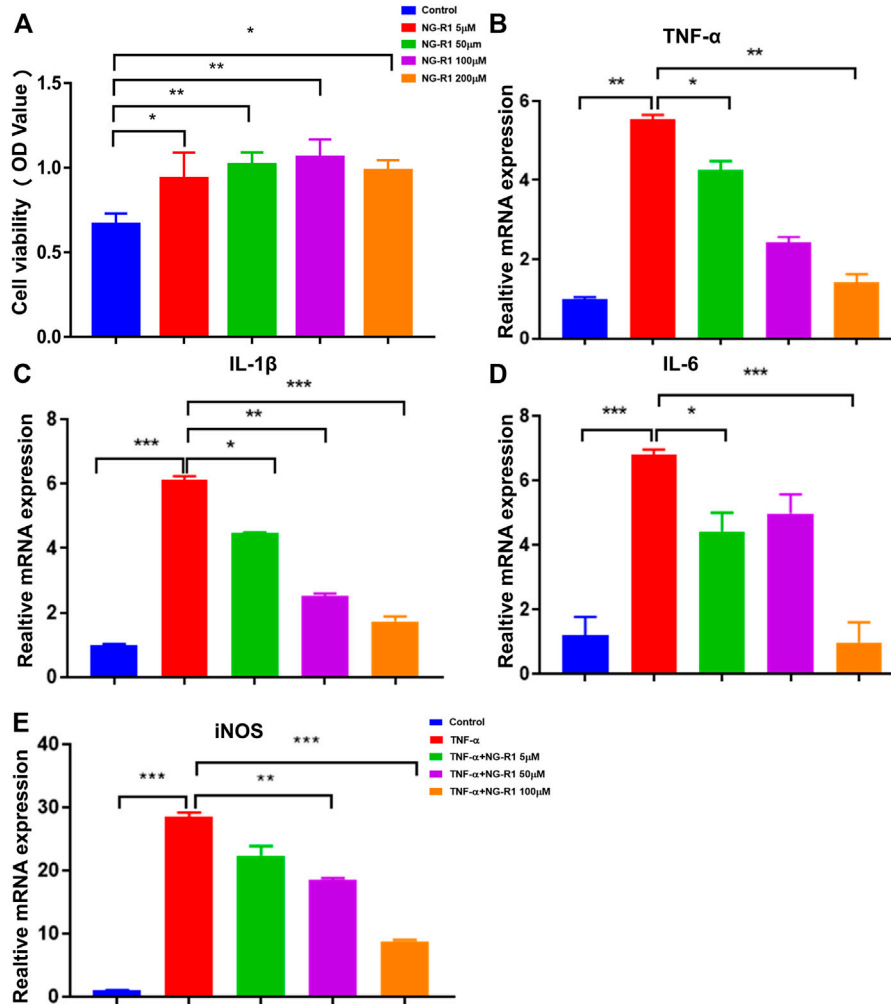 A
Control
NG-R1 5μM
NG-R1 50μm
NG-R1 100μM
NG-R1 200μM
*
**
**
*
Cell viability ( OD Value )
1.5
1.0
0.5
0.0
B
TNF-α
**
**
*
Realtive mRNA expression
6
4
2
0
C
IL-1β
***
**
***
*
Realtive mRNA expression
8
6
4
2
0
D
IL-6
***
***
*
Realtive mRNA expression
8
6
4
2
0
E
iNOS
Control
TNF-α
TNF-α+NG-R1 5μM
TNF-α+NG-R1 50μM
TNF-α+NG-R1 100μM
***
***
**
Realtive mRNA expression
40
30
20
10
0